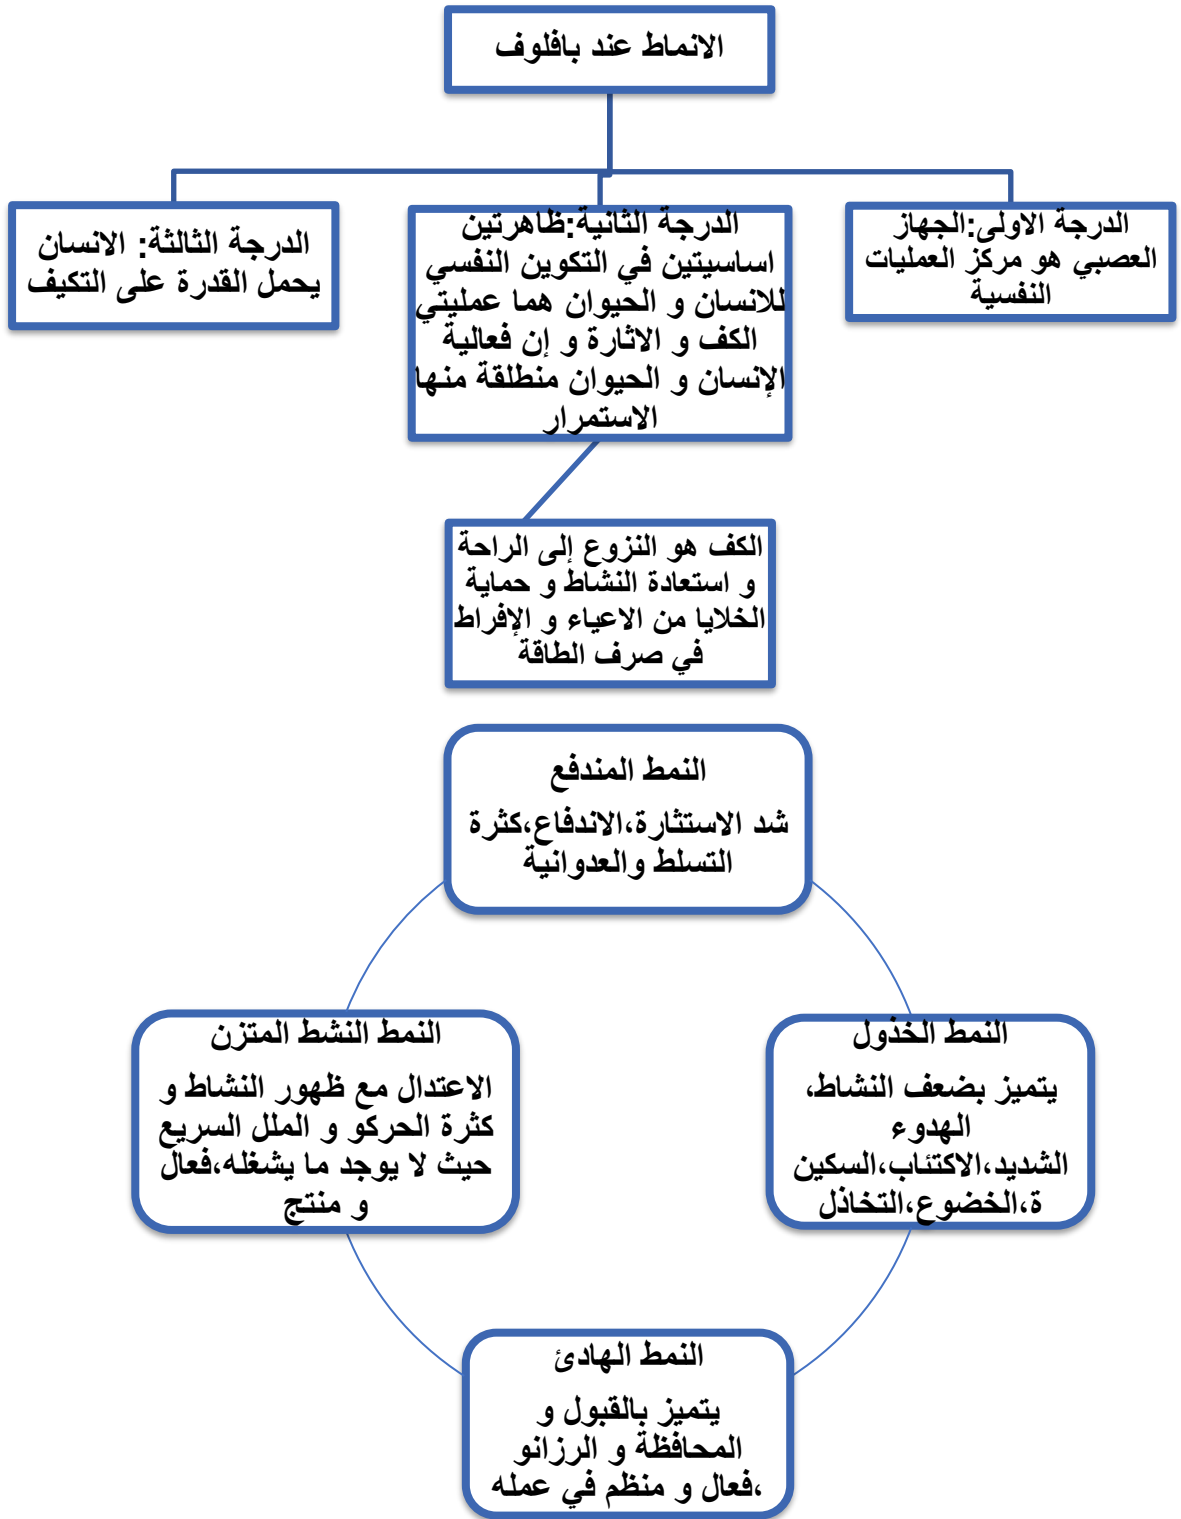 الانماط عند بافلوف
الدرجة الاولى:الجهاز
العصبي هو مركز العمليات
النفسية
الدرجة الثانية:ظاهرتين
اساسيتين في التكوين النفسي
للانسان و الحيوان هما عمليتي
الكف و الاثارة و إن فعالية
الإنسان و الحيوان منطلقة منها
الاستمرار
الدرجة الثالثة: الانسان
يحمل القدرة على التكيف
الكف هو النزوع إلى الراحة
و استعادة النشاط و حماية
الخلايا من الاعياء و الإفراط
في صرف الطاقة
النمط المندفع
شد الاستثارة،الاندفاع،كثرة
التسلط والعدوانية
النمط الخذول
يتميز بضعف النشاط،
الهدوء
الشديد،الاكتئاب،السكين
ة،الخضوع،التخاذل
النمط النشط المتزن
الاعتدال مع ظهور النشاط و
كثرة الحركو و الملل السريع
حيث لا يوجد ما يشغله،فعال
و منتج
النمط الهادئ
يتميز بالقبول و
المحافظة و الرزانو
،فعال و منظم في عمله